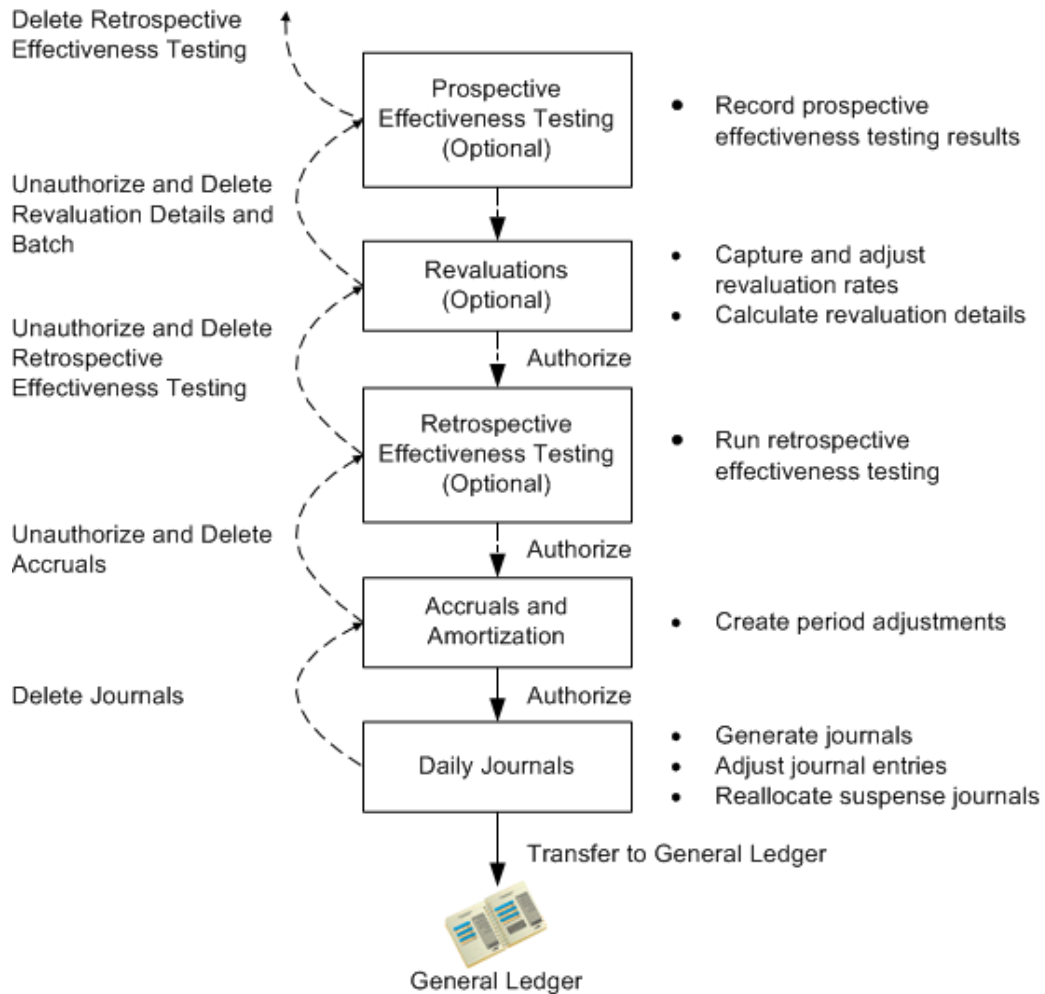 Delete Retrospective
Effectiveness Testing
Prospective
Effectiveness Testing
(Optional)
• Record prospective
effectiveness testing results
Unauthorize and Delete
Revaluation Details and
Batch
Revaluations
(Optional)
• Capture and adjust
revaluation rates
• Calculate revaluation details
Unauthorize and Delete
Retrospective
Effectiveness Testing
Authorize
Retrospective
Effectiveness Testing
(Optional)
• Run retrospective
effectiveness testing
Unauthorize and Delete
Accruals
Authorize
Accruals and
Amortization
• Create period adjustments
Delete Journals
Authorize
Daily Journals
• Generate journals
• Adjust journal entries
• Reallocate suspense journals
Transfer to General Ledger
General Ledger